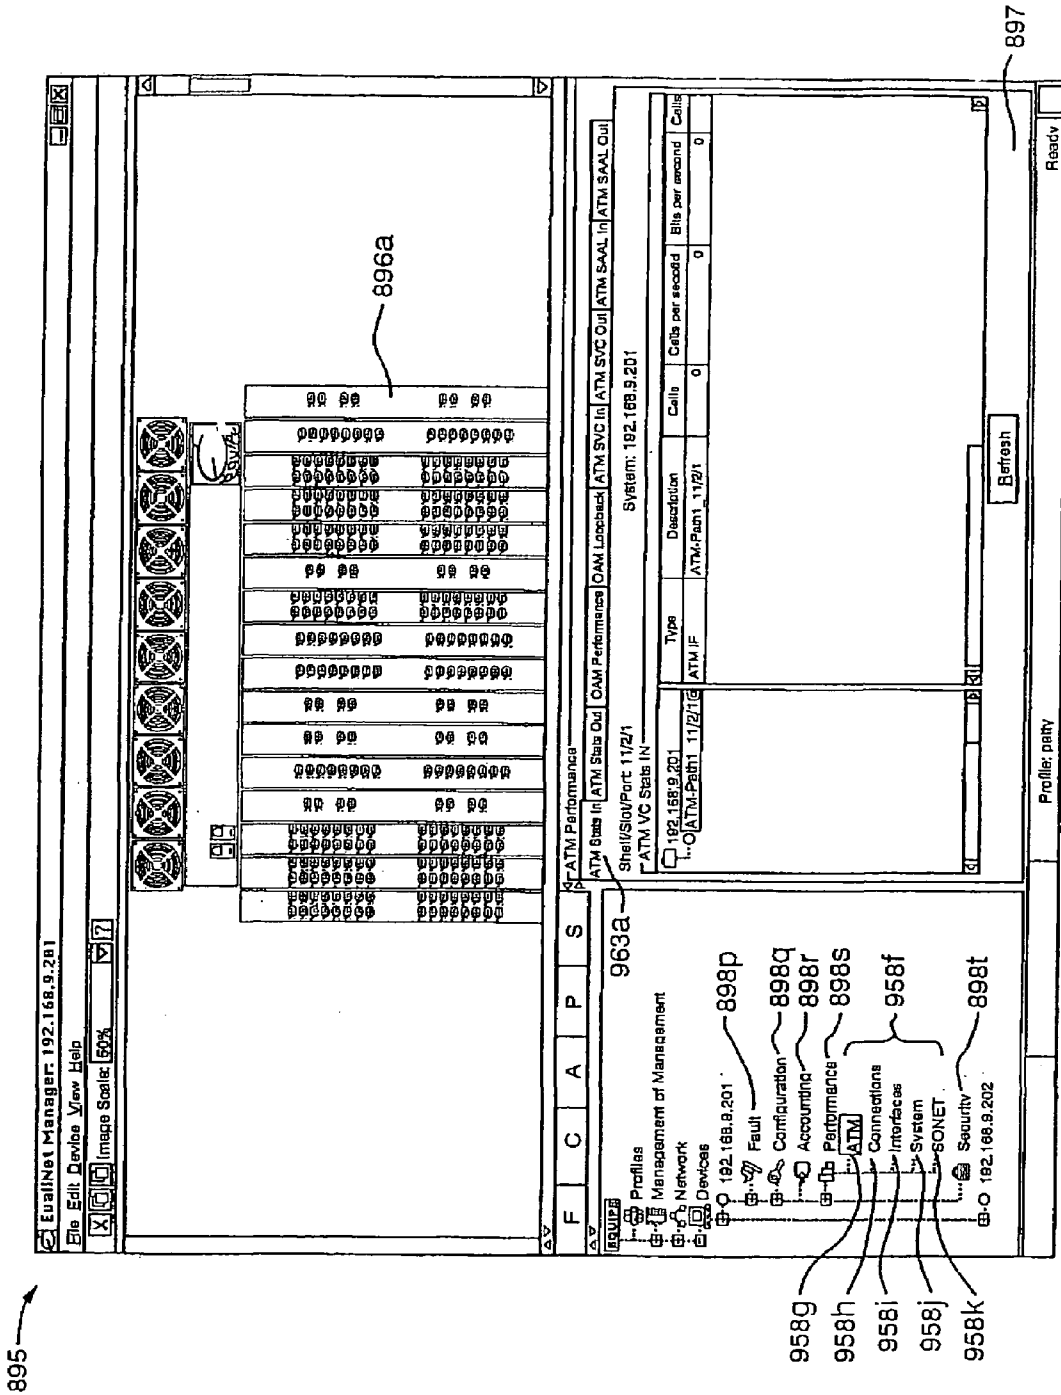 895
EualiNet Manager: 192.168.9.201
File Edit Device View Help
Image Scale: 50%
896a
F C A P S
EQUIPE
Profiles
Management of Management
Network
Devices
192.168.9.201
Fault
Configuration
Accounting
Performance
ATM
Connections
Interfaces
System
SONET
Security
192.168.9.202
898p
898q
898r
898s
958f
898t
958g
958h
958i
958j
958k
963a
ATM Performance
ATM Stats In ATM Stats Out OAM Performance OAM Loopback ATM SVC In ATM SVC Out ATM SAAL In ATM SAAL Out
Shelf/Slot/Port: 11/2/1 System: 192.168.9.201
ATM VC Stats IN
192.168.9.201
ATM-Path1_11/2/1
Type Description Cells Cells per second Bits per second Cells
ATM IF ATM-Path1_11/2/1 0 0 0
Refresh
897
Profile: patty
Ready